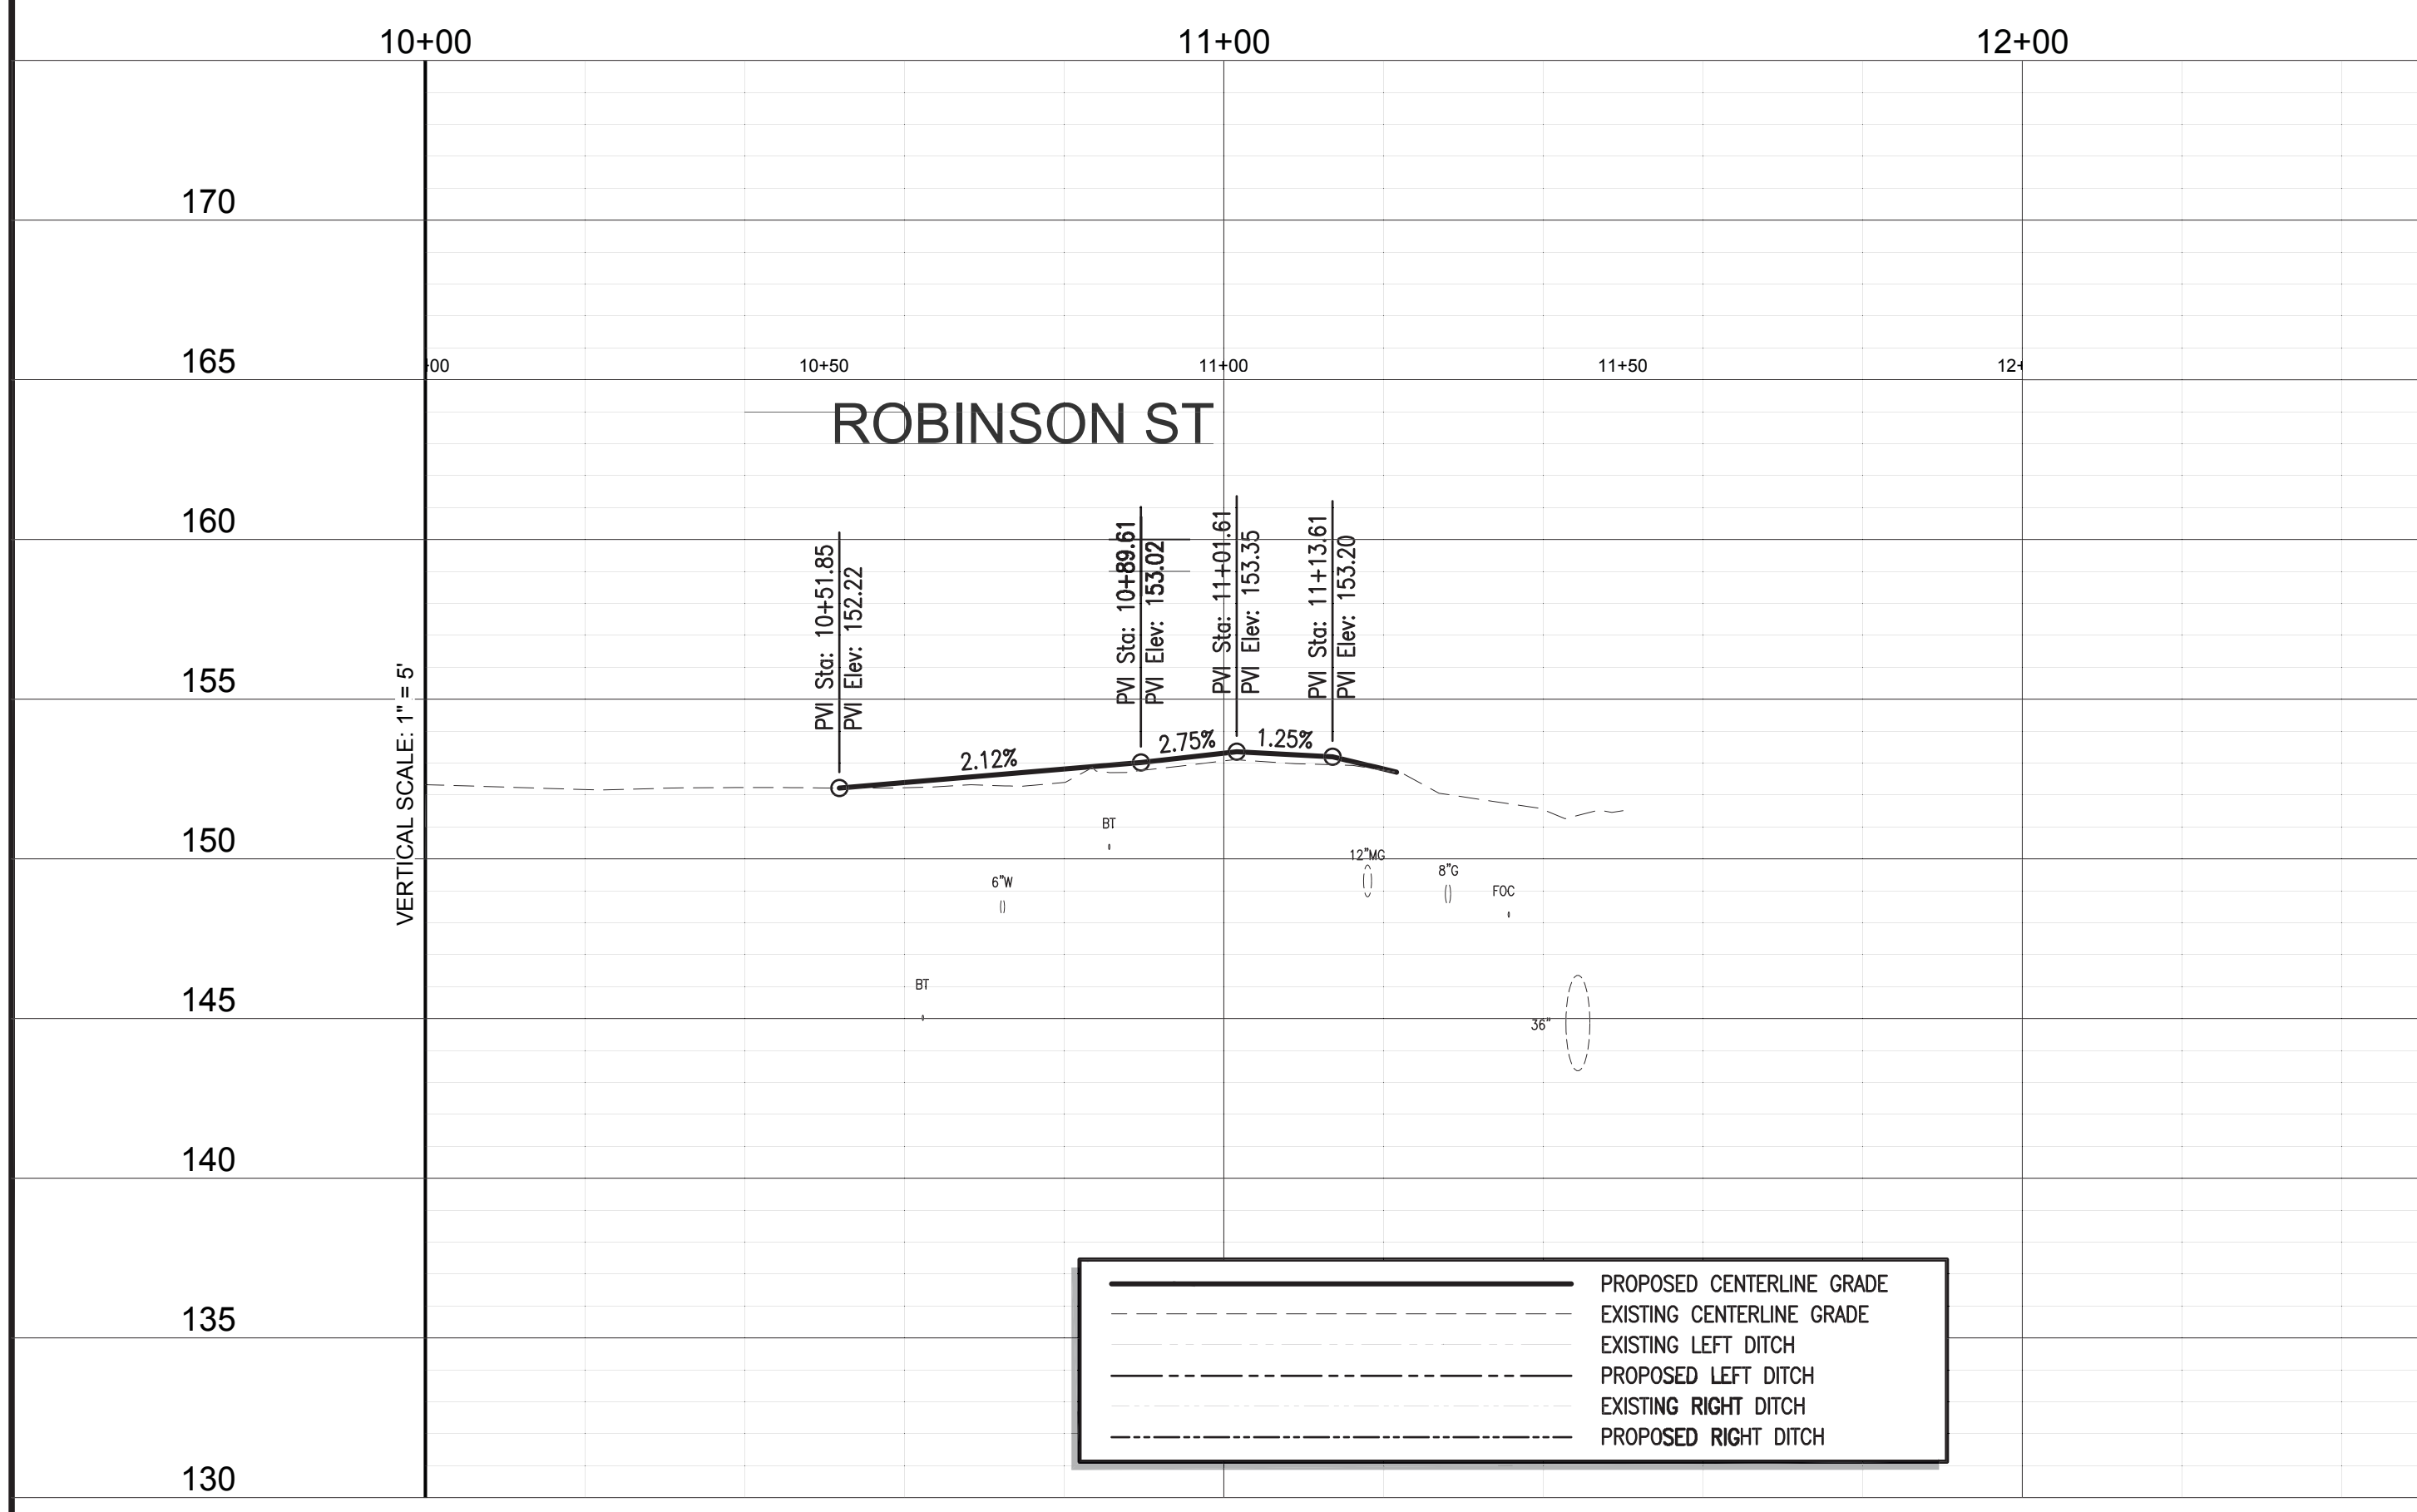 10+00 11+00 12+00
170
165
+00 10+50 11+00 11+50 12+
ROBINSON ST
160
PVI Sta: 10+51.85
PVI Elev: 152.22
PVI Sta: 10+89.61
PVI Elev: 153.02
PVI Sta: 11+01.61
PVI Elev: 153.35
PVI Sta: 11+13.61
PVI Elev: 153.20
155
VERTICAL SCALE: 1" = 5'
2.12% 2.75% 1.25%
150
BT
12"MG
8"G
6"W
FOC
145
BT
36"
140
135
130
PROPOSED CENTERLINE GRADE
EXISTING CENTERLINE GRADE
EXISTING LEFT DITCH
PROPOSED LEFT DITCH
EXISTING RIGHT DITCH
PROPOSED RIGHT DITCH